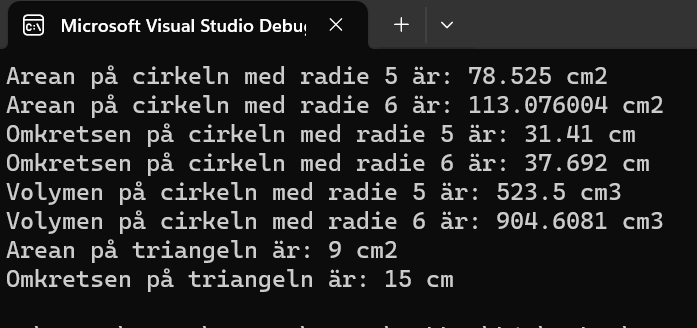 Microsoft Visual Studio Debu
Arean på cirkeln med radie 5 är: 78.525 cm2
Arean på cirkeln med radie 6 är: 113.076004 cm2
Omkretsen på cirkeln med radie 5 är: 31.41 cm
Omkretsen på cirkeln med radie 6 är: 37.692 cm
Volymen på cirkeln med radie 5 är: 523.5 cm3
Volymen på cirkeln med radie 6 är: 904.6081 cm3
Arean på triangeln är: 9 cm2
Omkretsen på triangeln är: 15 cm